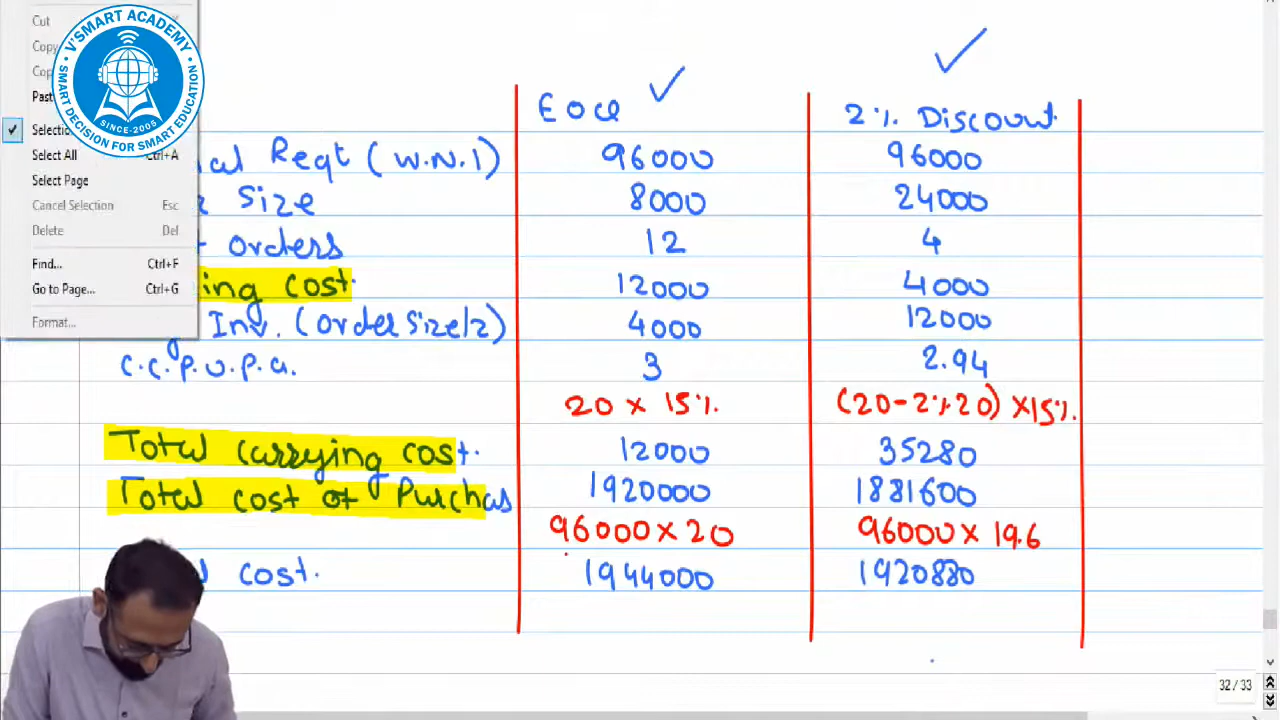 Cut
Copy
V'SMART ACADEMY
SMART DECISION FOR SMART EDUCATION
SINCE-2005
Select All Ctrl+A
Select Page
Cancel Selection Esc
Delete Del
Find... Ctrl+F
Go to Page... Ctrl+G
Format...
EOQ 2% Discount
Reqt (W.N.1) 96000 96000
Size 8000 24000
orders 12 4
ing cost 12000 4000
Inv. (Order size/2) 4000 12000
C.C.P.U.P.a. 3 2.94
20 x 15% (20-2%20) x15%
Total carrying cost. 12000 35280
Total cost of Purchas 1920000 1881600
96000 x 20 96000 x 19.6
cost. 1944000 1920880
32/33